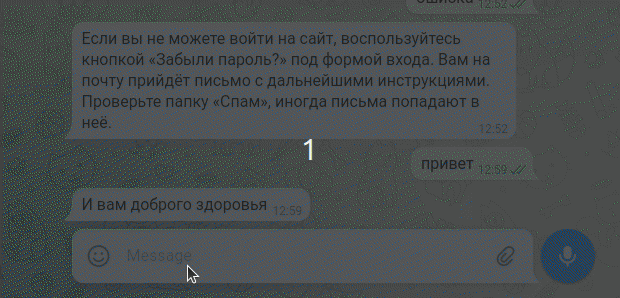 ошибка 12:52
Если вы не можете войти на сайт, воспользуйтесь
кнопкой «Забыли пароль?» под формой входа. Вам на
почту прийдёт письмо с дальнейшими инструкциями.
Проверьте папку «Спам», иногда письма попадают в
неё.
12:52
1
привет 12:59
И вам доброго здоровья 12:59
Message